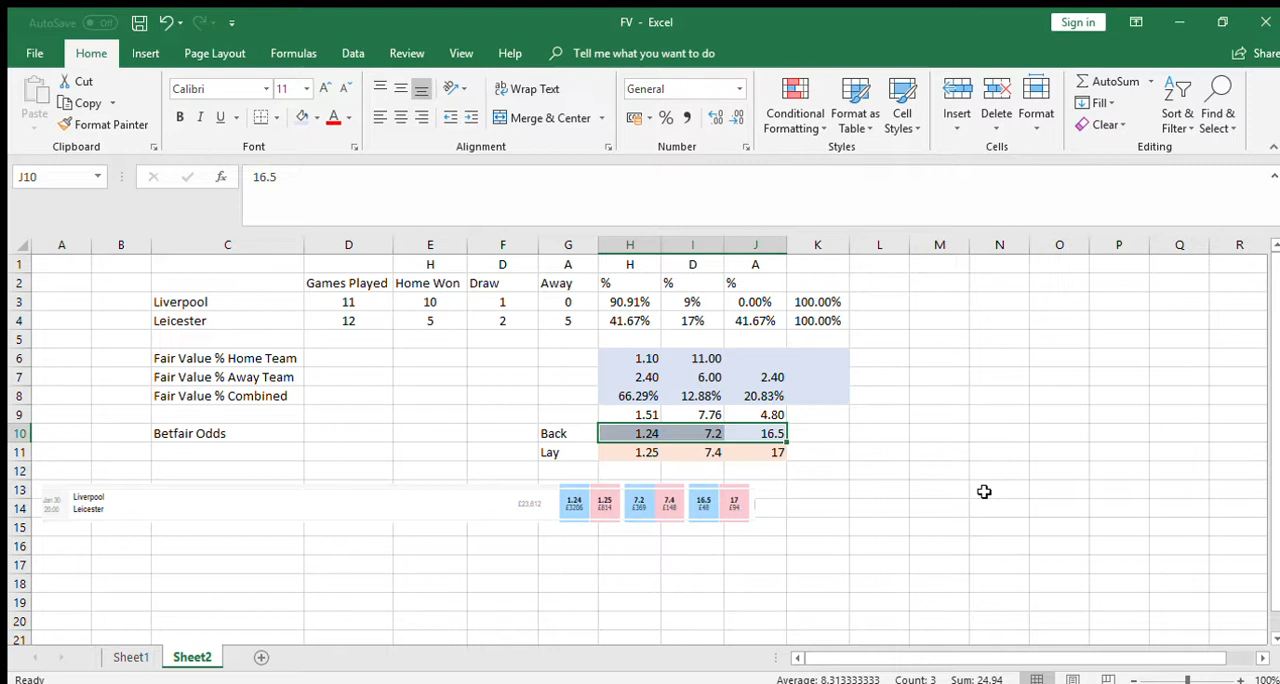 AutoSave Off FV - Excel Sign in
File Home Insert Page Layout Formulas Data Review View Help Tell me what you want to do Share
Cut
Copy
Format Painter
Paste
Calibri 11
B I U
Wrap Text
Merge & Center
General
Conditional Formatting
Format as Table
Cell Styles
Insert Delete Format
AutoSum
Fill
Clear
Sort & Filter
Find & Select
Clipboard Font Alignment Number Styles Cells Editing
J10 fx 16.5
A B C D E F G H I J K L M N O P Q R
1 H D A H D A
2 Games Played Home Won Draw Away % % %
3 Liverpool 11 10 1 0 90.91% 9% 0.00% 100.00%
4 Leicester 12 5 2 5 41.67% 17% 41.67% 100.00%
5
6 Fair Value % Home Team 1.10 11.00
7 Fair Value % Away Team 2.40 6.00 2.40
8 Fair Value % Combined 66.29% 12.88% 20.83%
9 1.51 7.76 4.80
10 Betfair Odds Back 1.24 7.2 16.5
11 Lay 1.25 7.4 17
12
13
14
Jan 30 Liverpool 1.24 1.25 7.2 7.4 16.5 17
20:00 Leicester £23,612 £3206 £834 £369 £148 £48 £94
15
16
17
18
19
20
21
Sheet1 Sheet2
Ready Average: 8.313333333 Count: 3 Sum: 24.94 100%